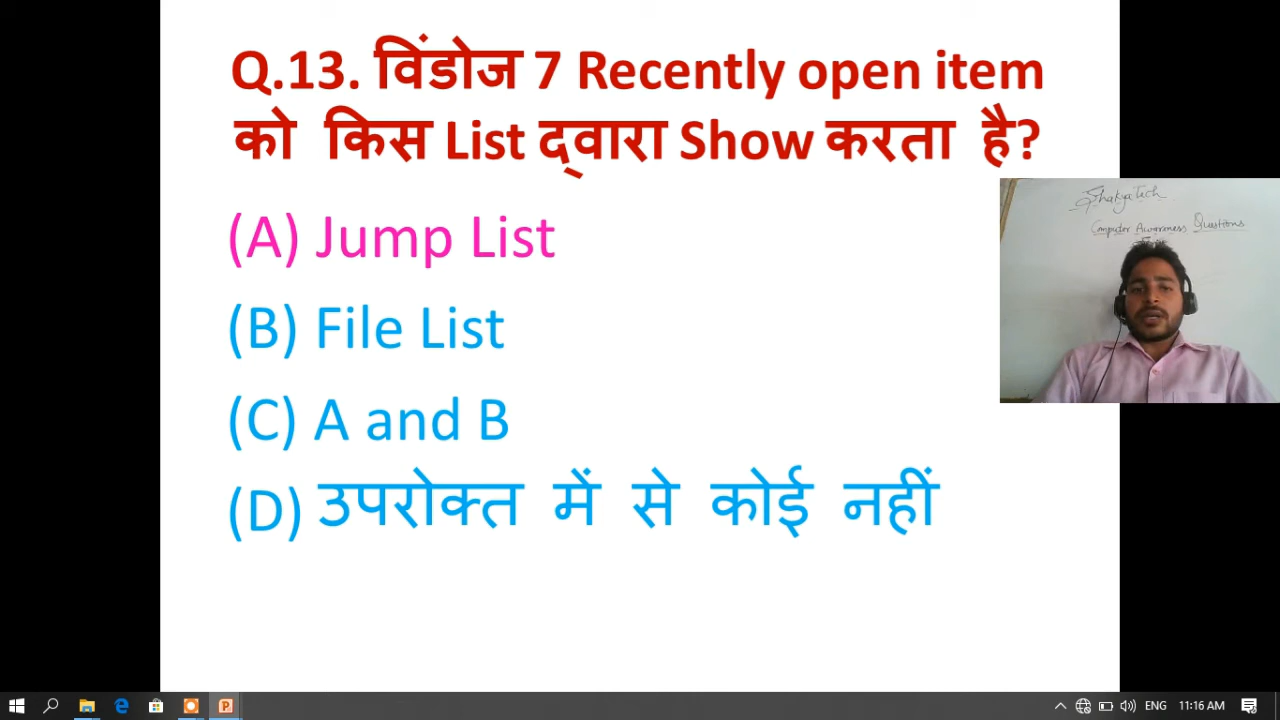 Q.13. विंडोज 7 Recently open item
को किस List द्वारा Show करता है?
(A) Jump List
(B) File List
(C) A and B
(D) उपरोक्त में से कोई नहीं
ShakyaTech
Computer Awareness Questions
ENG 11:16 AM